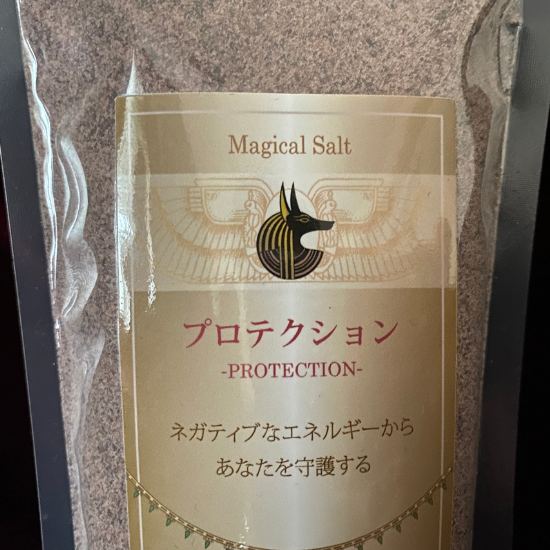 Magical Salt
プロテクション
-PROTECTION-
ネガティブなエネルギーから
あなたを守護する